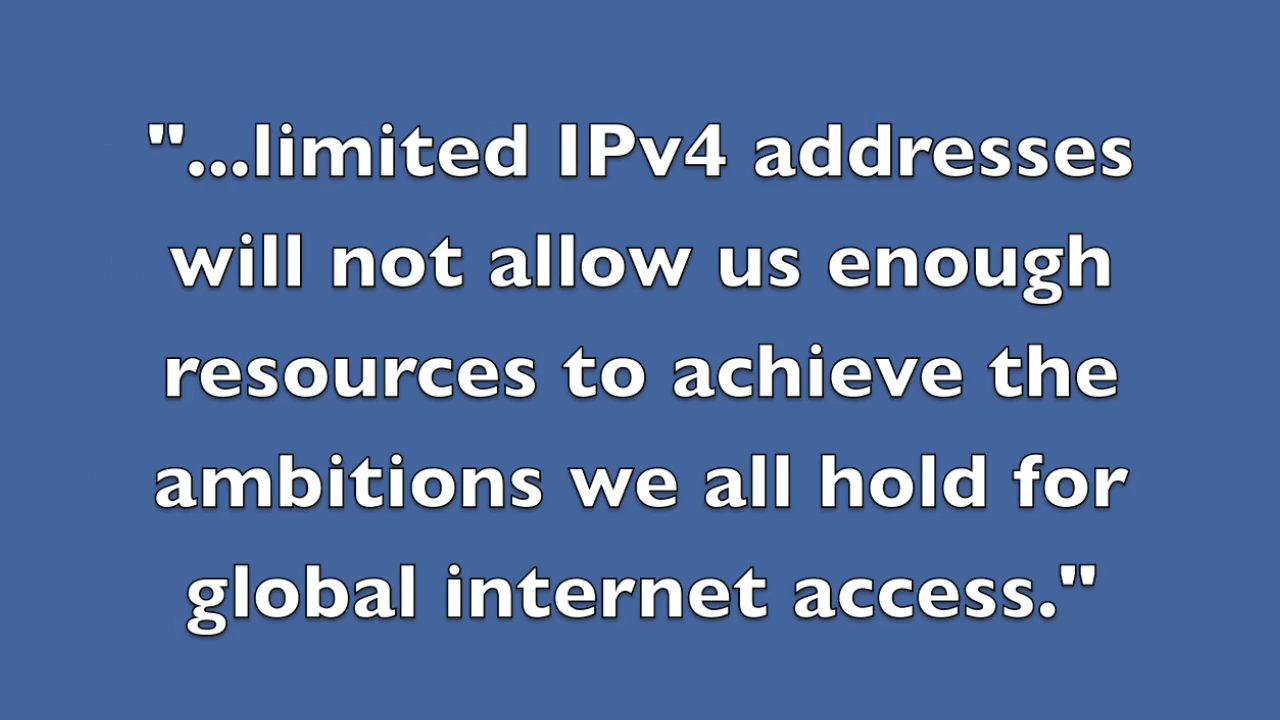 "...limited IPv4 addresses
will not allow us enough
resources to achieve the
ambitions we all hold for
global internet access."